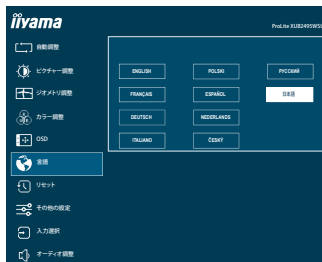 iiyama
ProLite XUB2495WSU
自動調整
ピクチャー調整
ジオメトリ調整
カラー調整
OSD
言語
リセット
その他の設定
入力選択
オーディオ調整
ENGLISH
POLSKI
РУССКИЙ
FRANÇAIS
ESPAÑOL
日本語
DEUTSCH
NEDERLANDS
ITALIANO
ČESKÝ